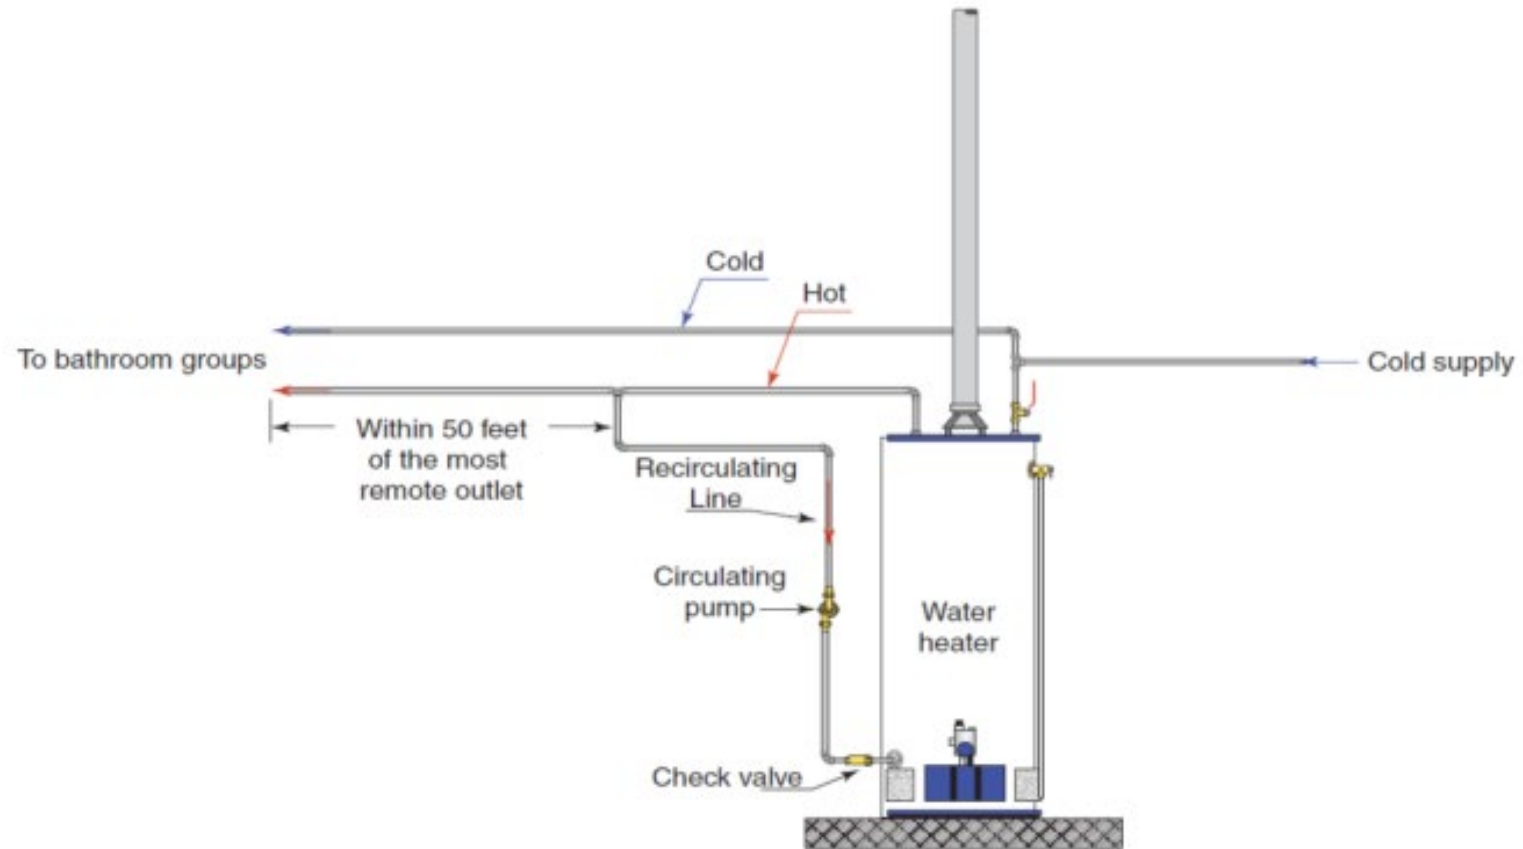 Cold
Hot
To bathroom groups
Cold supply
Within 50 feet
of the most
remote outlet
Recirculating
Line
Circulating
pump
Water
heater
Check valve